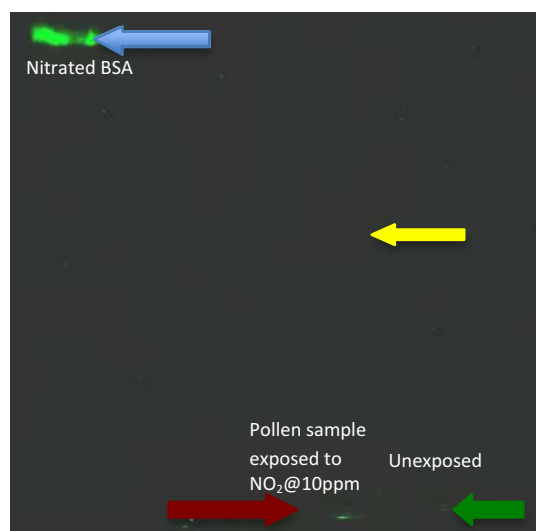 Nitrated BSA
Pollen sample
exposed to
NO₂@10ppm
Unexposed